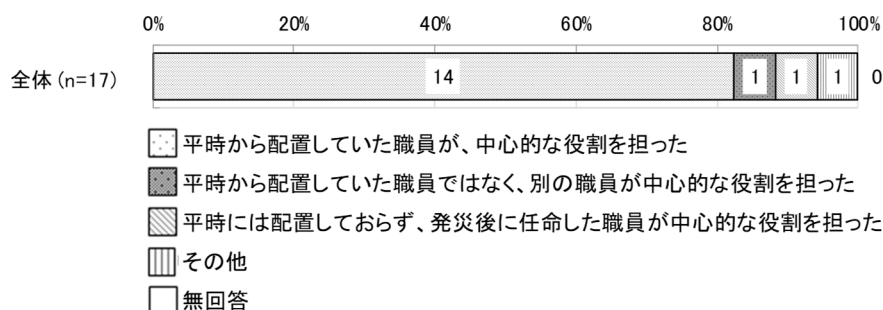 0% 20% 40% 60% 80% 100%
全体(n=17) 14 1 1 1 0
平時から配置していた職員が、中心的な役割を担った
平時から配置していた職員ではなく、別の職員が中心的な役割を担った
平時には配置しておらず、発災後に任命した職員が中心的な役割を担った
その他
無回答